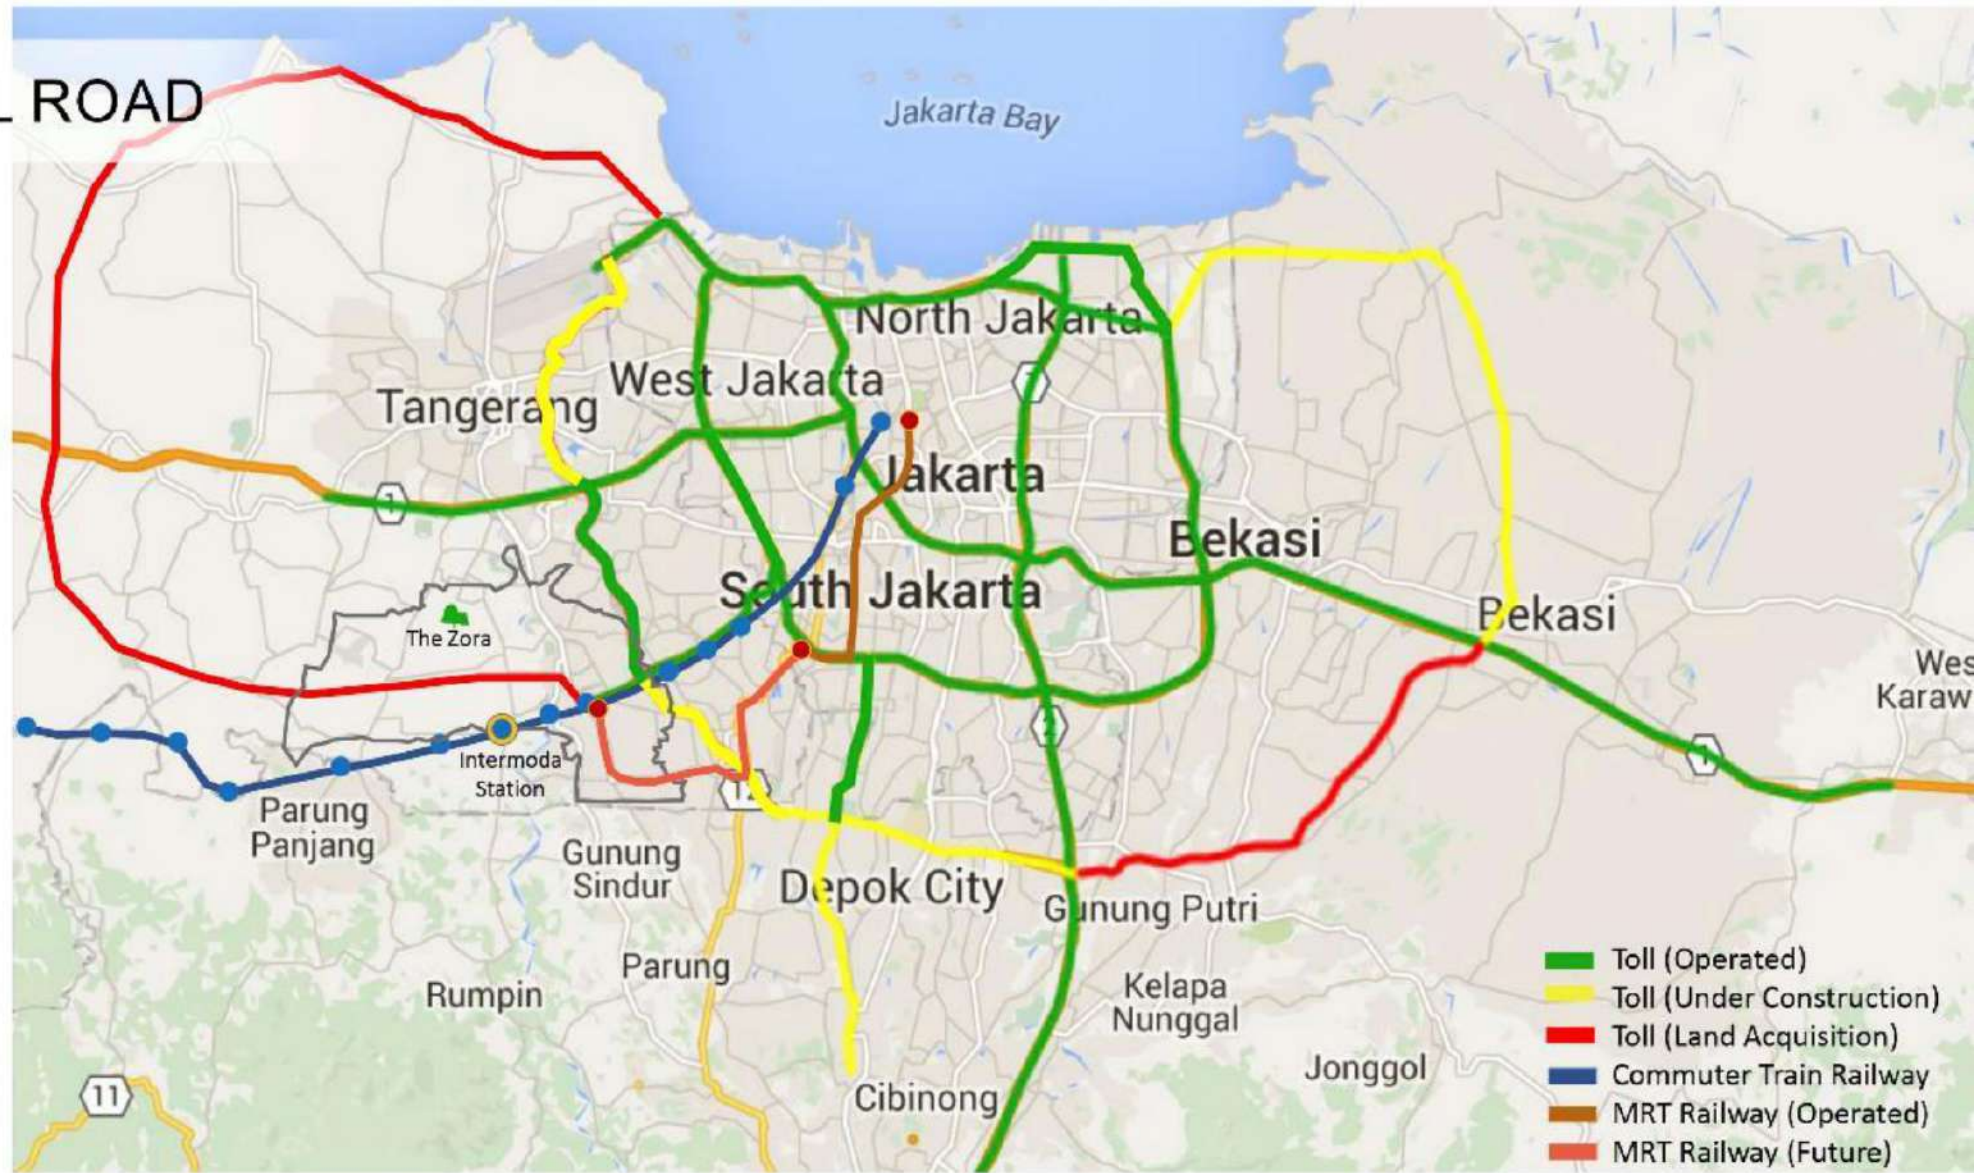 ROAD
Jakarta Bay
North Jakarta
West Jakarta
Tangerang
Jakarta
1
Bekasi
South Jakarta
The Zora
Bekasi
Wes
Karaw
2
1
Intermoda
Station
12
Parung
Panjang
Gunung
Sindur
Depok City
Gunung Putri
Parung
Rumpin
Kelapa
Nunggal
Jonggol
Cibinong
11
Toll (Operated)
Toll (Under Construction)
Toll (Land Acquisition)
Commuter Train Railway
MRT Railway (Operated)
MRT Railway (Future)